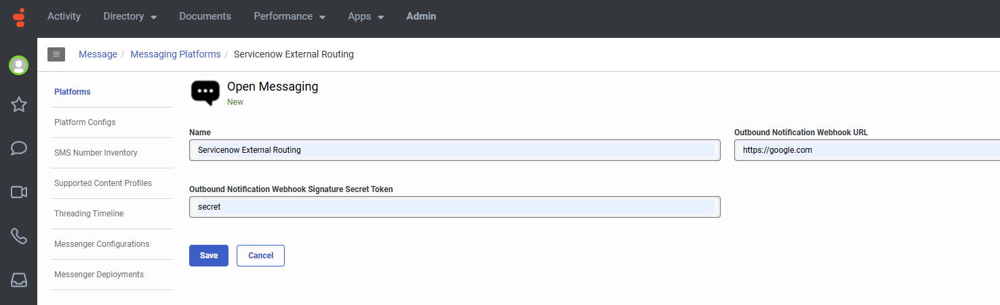 Activity Directory Documents Performance Apps Admin
Message / Messaging Platforms / Servicenow External Routing
Platforms
Platform Configs
SMS Number Inventory
Supported Content Profiles
Threading Timeline
Messenger Configurations
Messenger Deployments
Open Messaging
New
Name
Servicenow External Routing
Outbound Notification Webhook URL
https://google.com
Outbound Notification Webhook Signature Secret Token
secret
Save Cancel